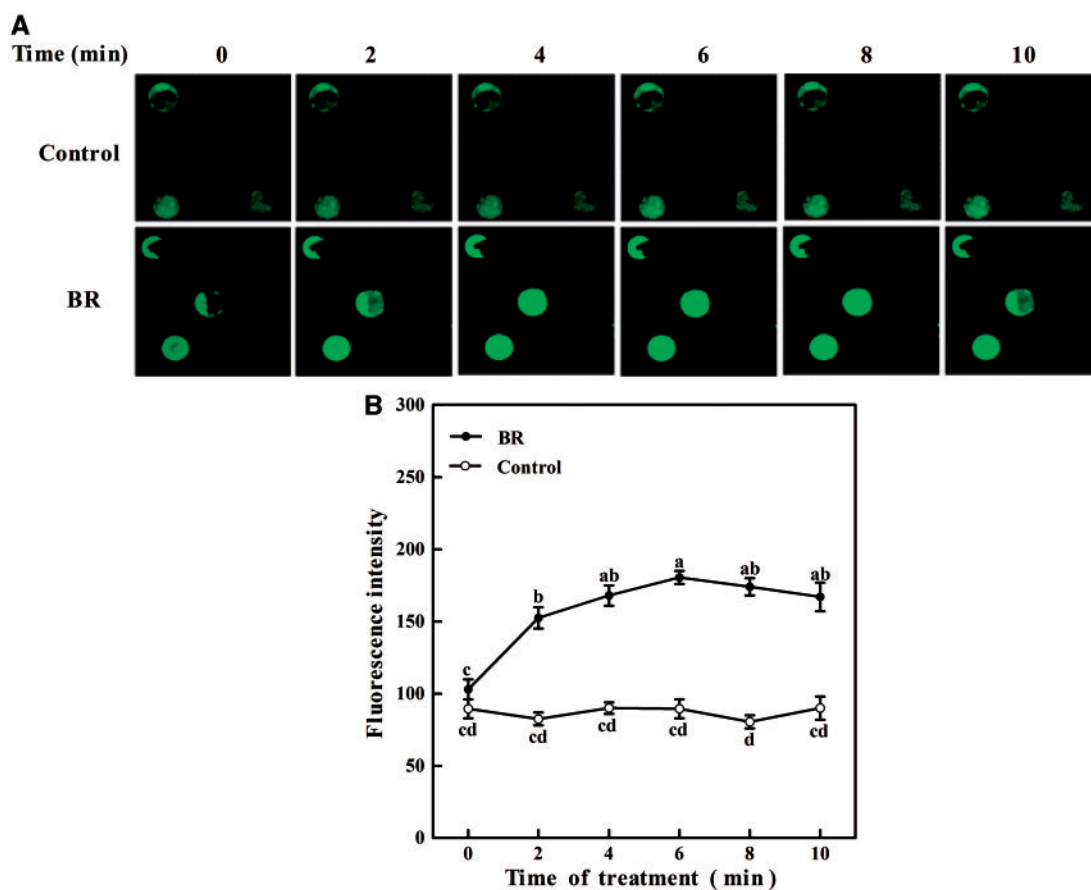 A
Time (min) 0 2 4 6 8 10
Control
BR
B
300
BR
Control
250
200
150
100
50
0
Fluorescence intensity
c b ab a ab ab
cd cd cd cd d cd
0 2 4 6 8 10
Time of treatment ( min )